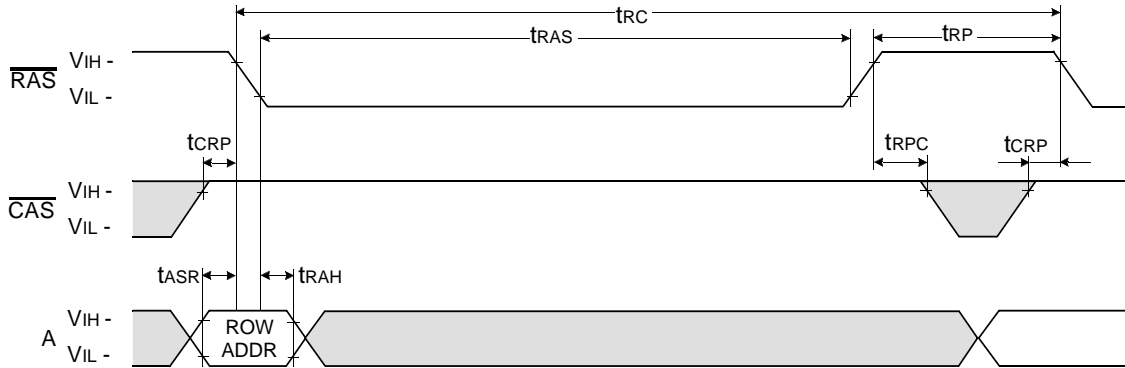 tRC
tRAS
tRP
RAS
VIH -
VIL -
tCRP
tRPC
tCRP
CAS
VIH -
VIL -
tASR
tRAH
A
VIH -
VIL -
ROW
ADDR